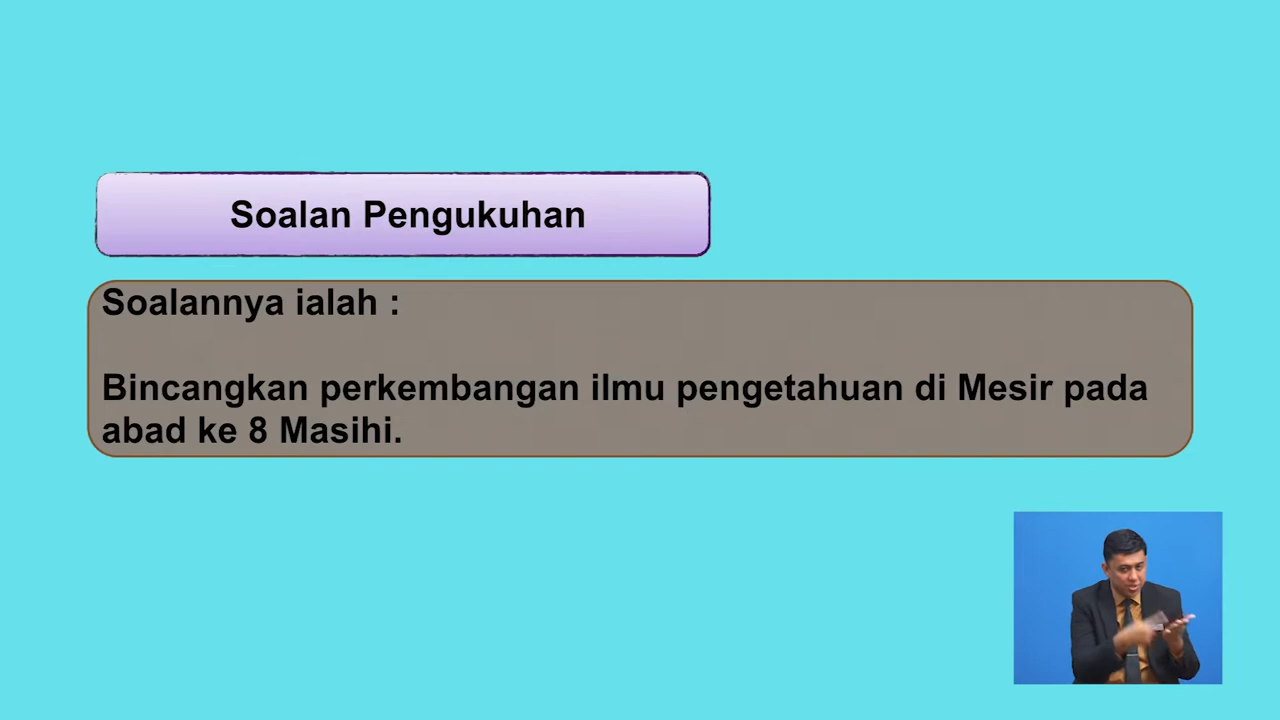 Soalan Pengukuhan
Soalannya ialah :
Bincangkan perkembangan ilmu pengetahuan di Mesir pada
abad ke 8 Masihi.